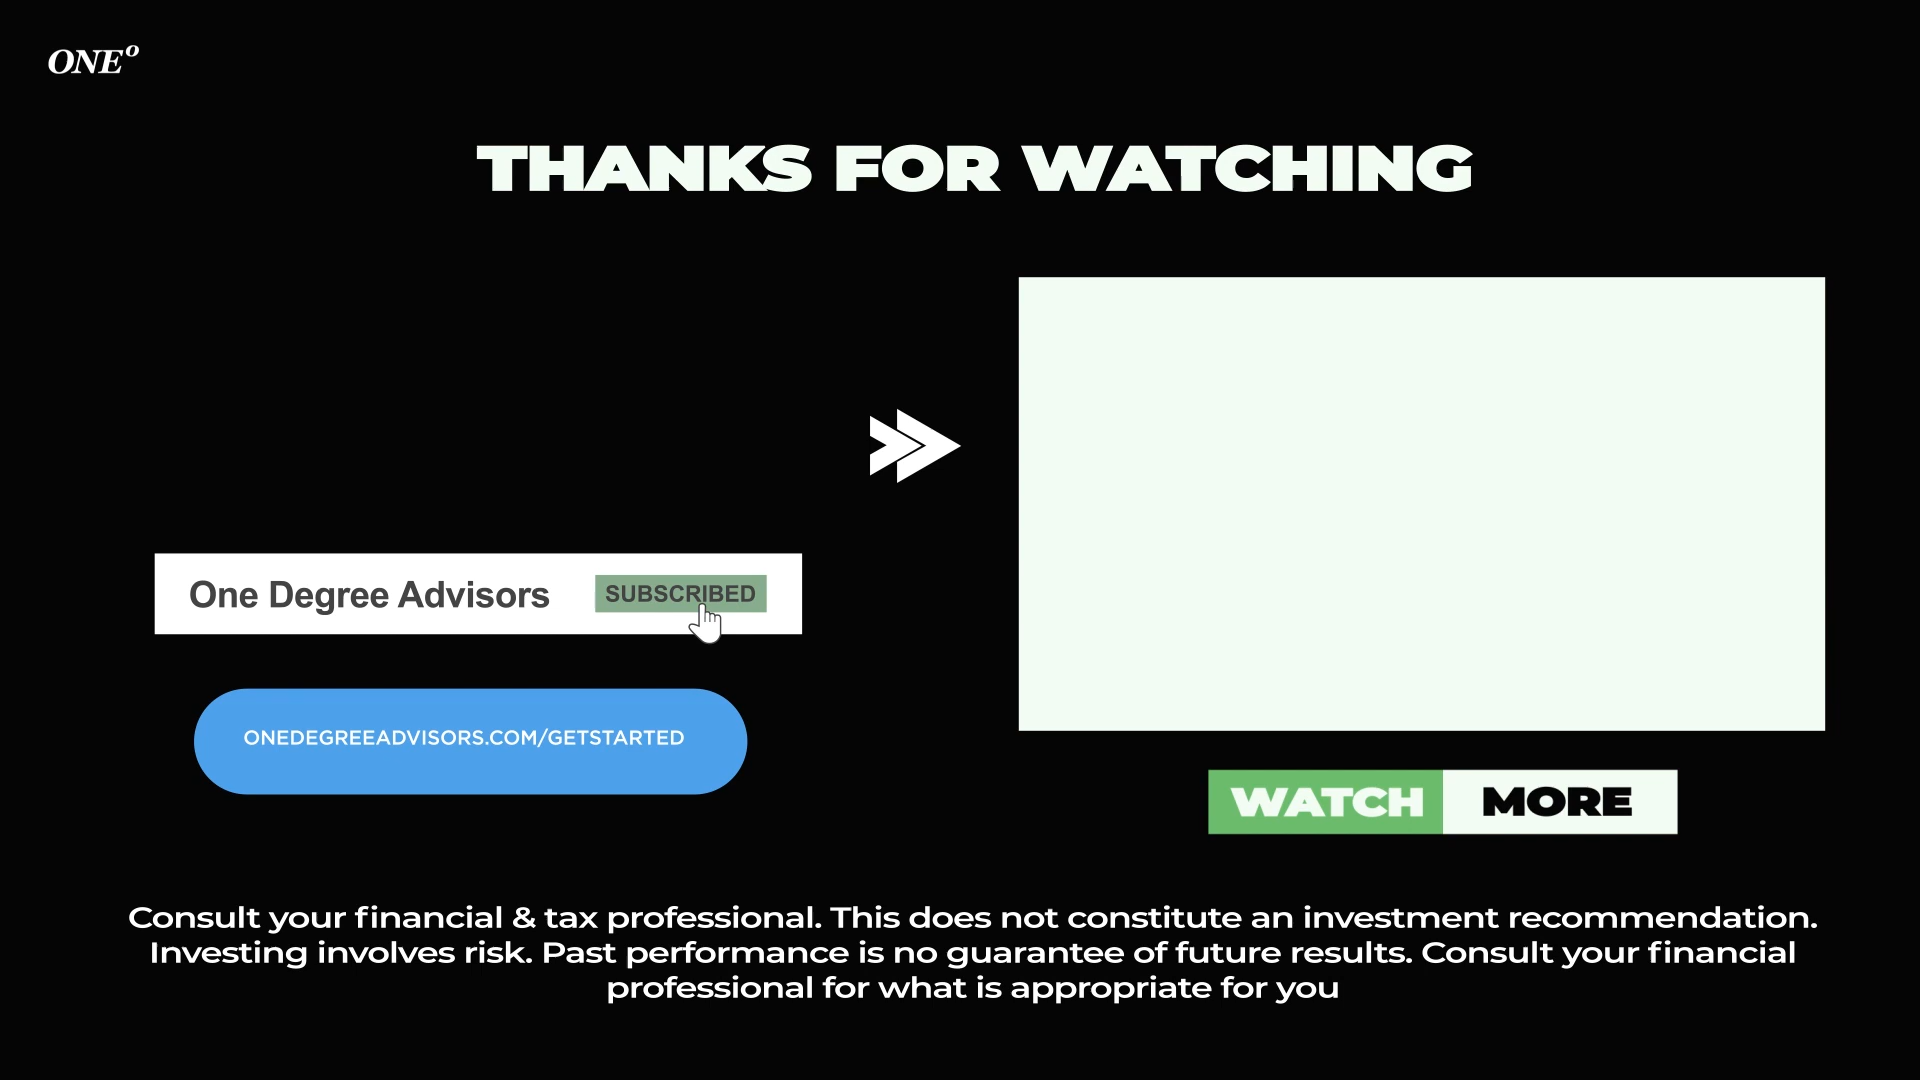 ONE°
THANKS FOR WATCHING
One Degree Advisors
SUBSCRIBED
ONEDEGREEADVISORS.COM/GETSTARTED
WATCH MORE
Consult your financial & tax professional. This does not constitute an investment recommendation.
Investing involves risk. Past performance is no guarantee of future results. Consult your financial
professional for what is appropriate for you